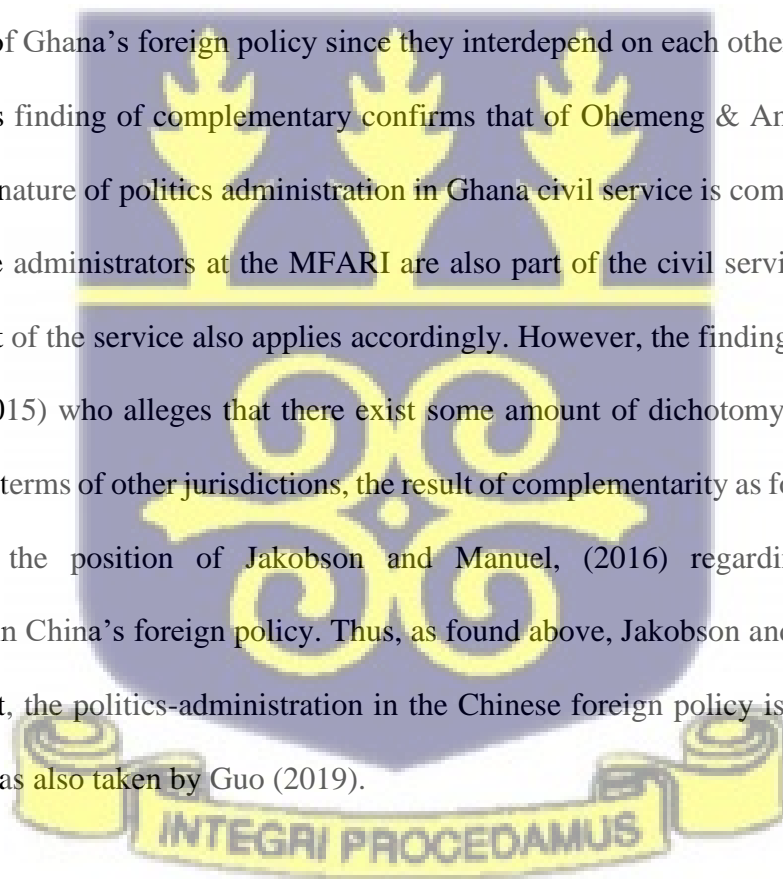 of Ghana's foreign policy since they interdepend on each othe
s finding of complementary confirms that of Ohemeng & An
nature of politics administration in Ghana civil service is com
e administrators at the MFARI are also part of the civil servi
t of the service also applies accordingly. However, the finding
015) who alleges that there exist some amount of dichotomy
terms of other jurisdictions, the result of complementarity as fo
the position of Jakobson and Manuel, (2016) regardi
in China's foreign policy. Thus, as found above, Jakobson and
t, the politics-administration in the Chinese foreign policy is
as also taken by Guo (2019).
INTEGRI PROCEDAMUS